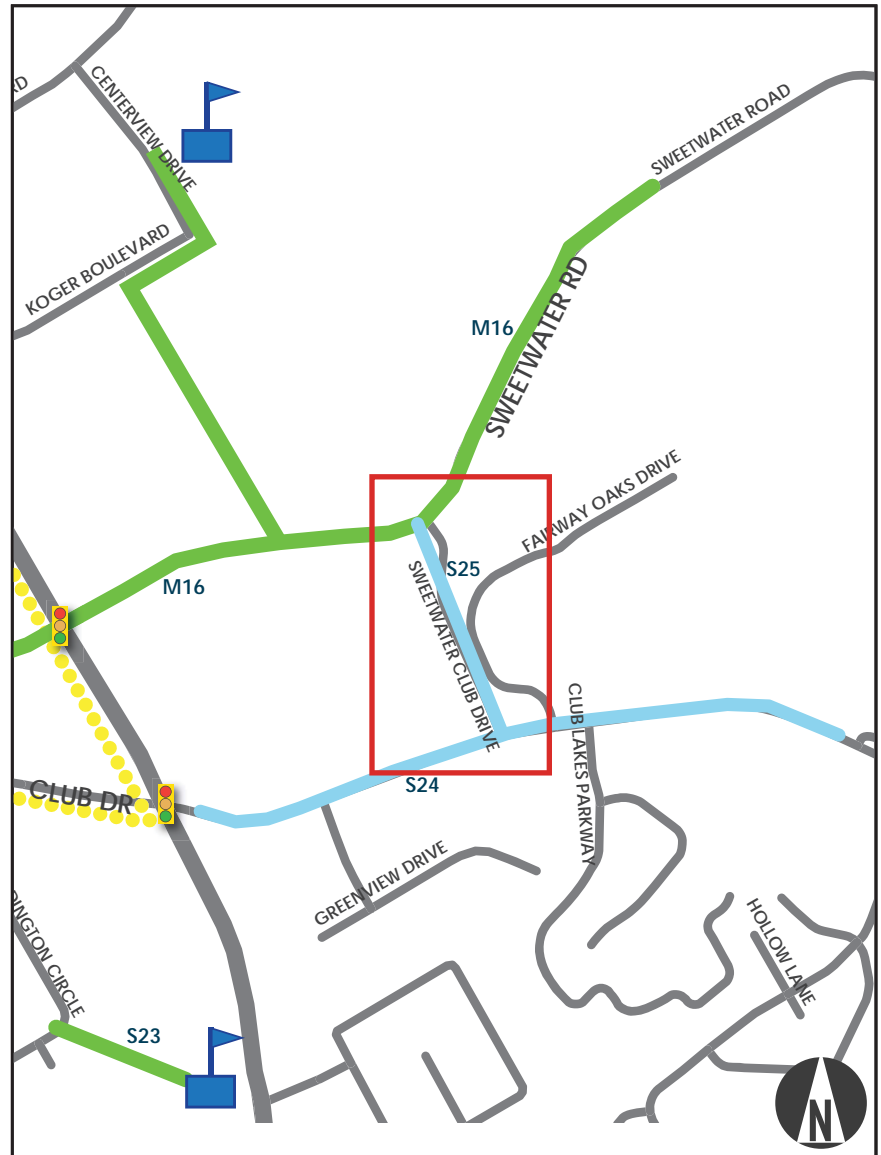 RD
CENTERVIEW DRIVE
SWEETWATER ROAD
KOGER BOULEVARD
SWEETWATER RD
M16
FAIRWAY OAKS DRIVE
S25
M16
SWEETWATER CLUB DRIVE
CLUB LAKES PARKWAY
S24
CLUB DR
GREENVIEW DRIVE
DINGTON CIRCLE
HOLLOW LANE
S23
N